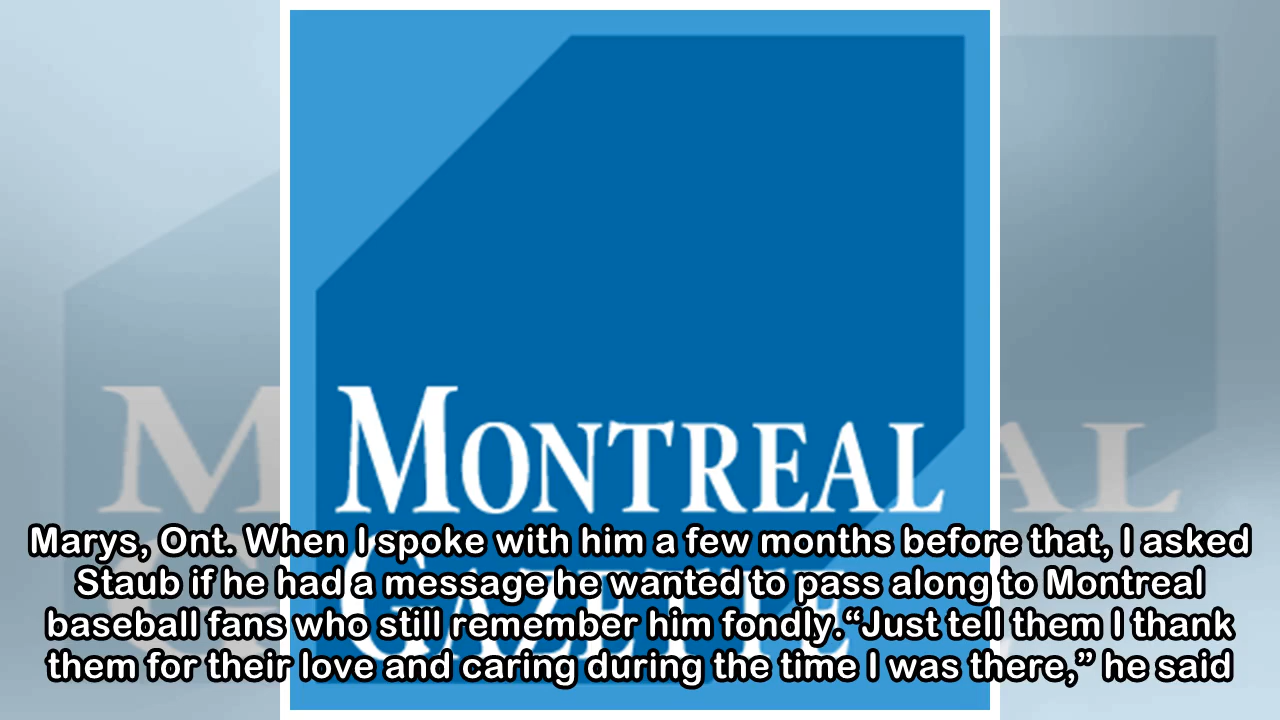 MONTREAL
GAZETTE
Marys, Ont. When I spoke with him a few months before that, I asked
Staub if he had a message he wanted to pass along to Montreal
baseball fans who still remember him fondly.“Just tell them I thank
them for their love and caring during the time I was there,” he said